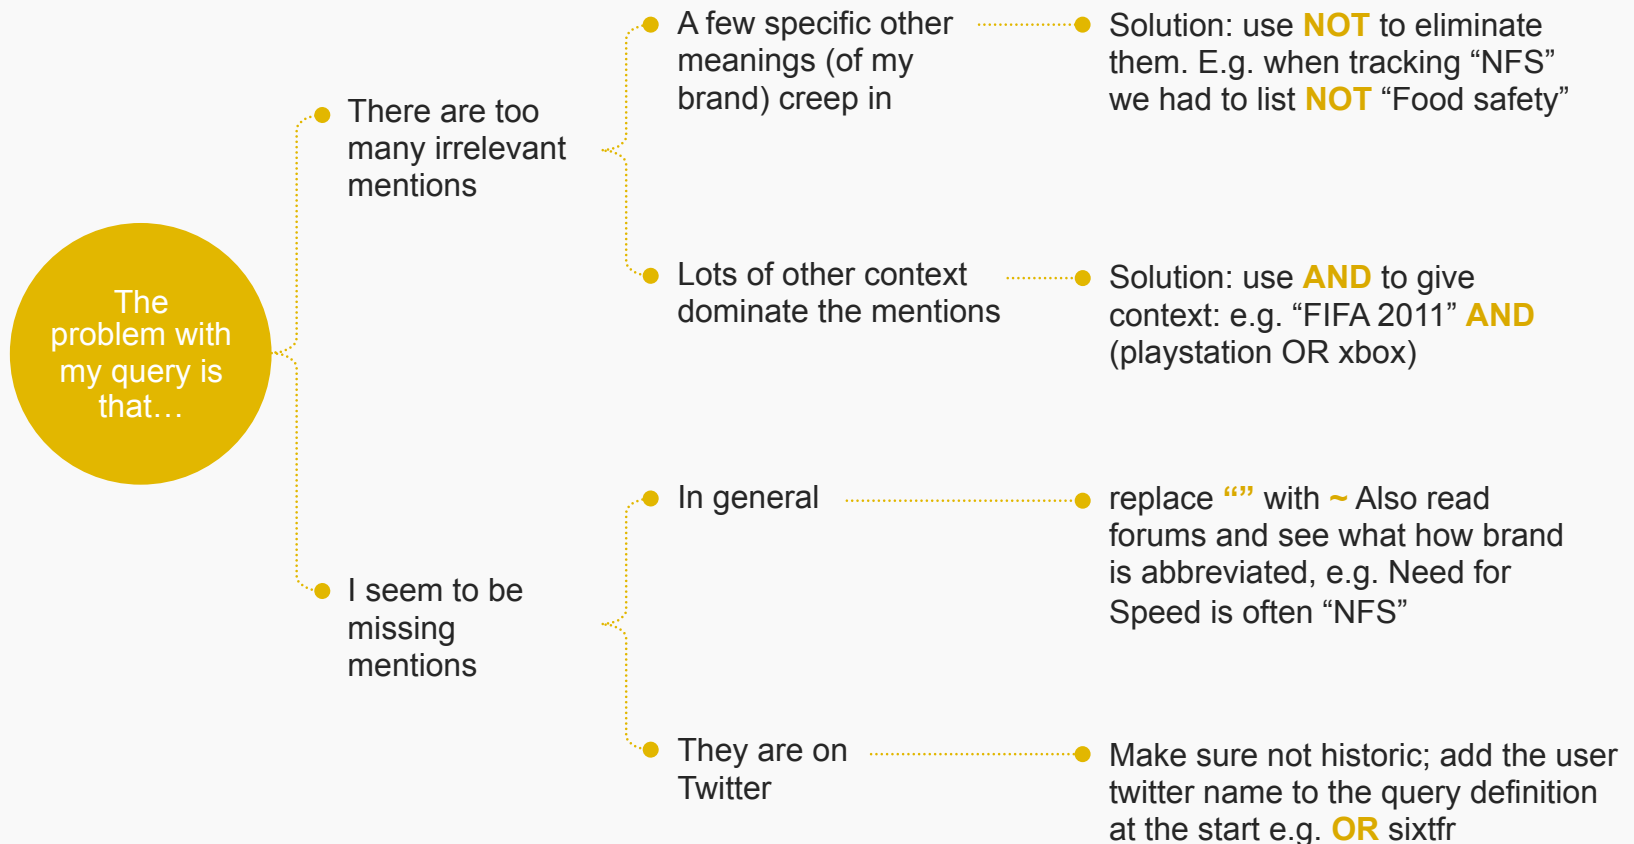 The
problem with
my query is
that…
There are too
many irrelevant
mentions
A few specific other
meanings (of my
brand) creep in
Solution: use NOT to eliminate
them. E.g. when tracking “NFS”
we had to list NOT “Food safety”
Lots of other context
dominate the mentions
Solution: use AND to give
context: e.g. “FIFA 2011” AND
(playstation OR xbox)
I seem to be
missing
mentions
In general
replace “” with ~ Also read
forums and see what how brand
is abbreviated, e.g. Need for
Speed is often “NFS”
They are on
Twitter
Make sure not historic; add the user
twitter name to the query definition
at the start e.g. OR sixtfr